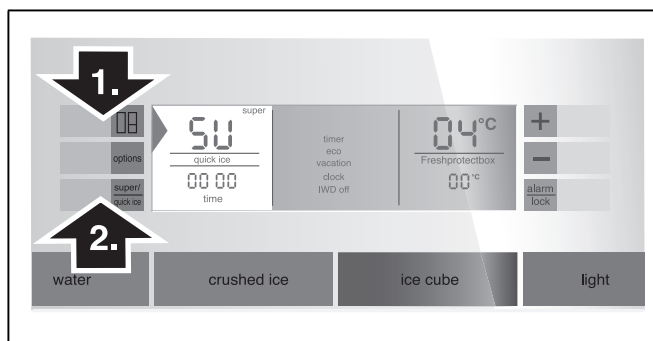 1.
super
SU
quick ice
00 00
time
timer
eco
vacation
clock
IWD off
04°C
Freshprotectbox
00°C
+
-
options
super/
quick ice
alarm
lock
2.
water
crushed ice
ice cube
light